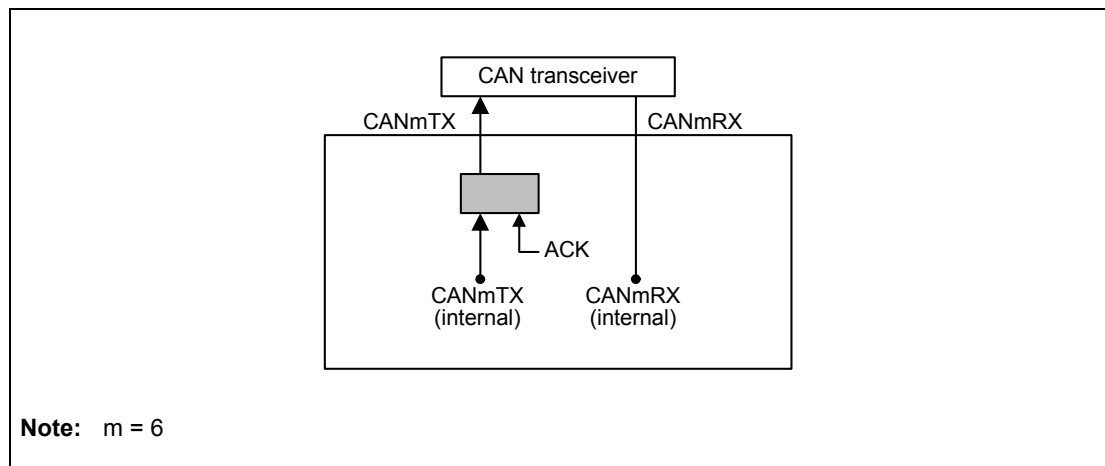 CAN transceiver
CANmTX
CANmRX
ACK
CANmTX
(internal)
CANmRX
(internal)
Note: m = 6